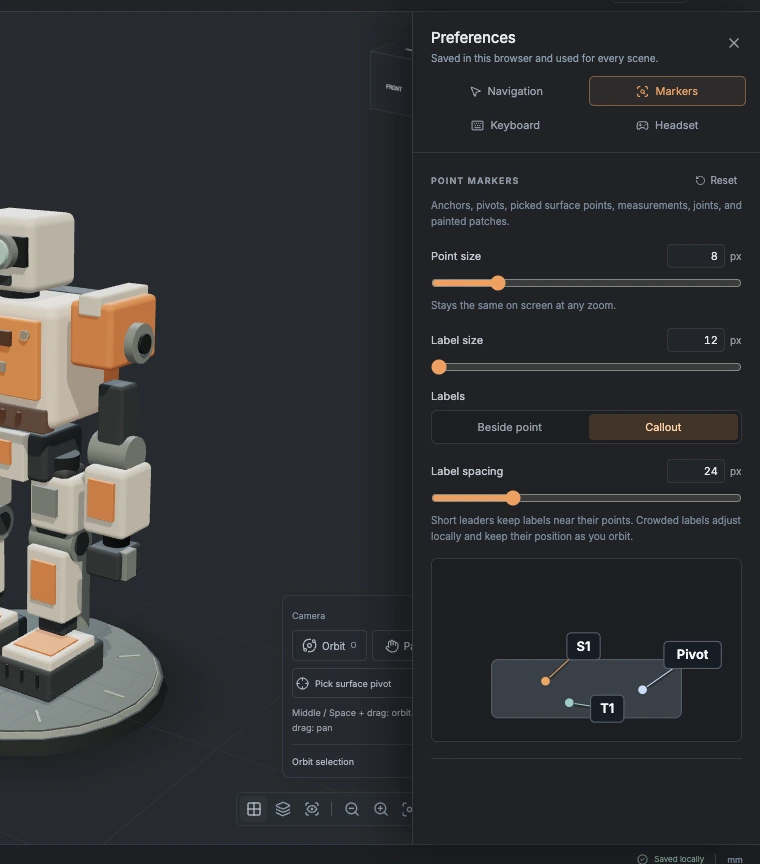 Preferences
Saved in this browser and used for every scene.
Navigation
Markers
Keyboard
Headset
FRONT
POINT MARKERS
Reset
Anchors, pivots, picked surface points, measurements, joints, and
painted patches.
Point size
8 px
Stays the same on screen at any zoom.
Label size
12 px
Labels
Beside point
Callout
Label spacing
24 px
Short leaders keep labels near their points. Crowded labels adjust
locally and keep their position as you orbit.
S1
Pivot
T1
Camera
Orbit O
Pick surface pivot
Middle / Space + drag: orbit
drag: pan
Orbit selection
Saved locally
mm